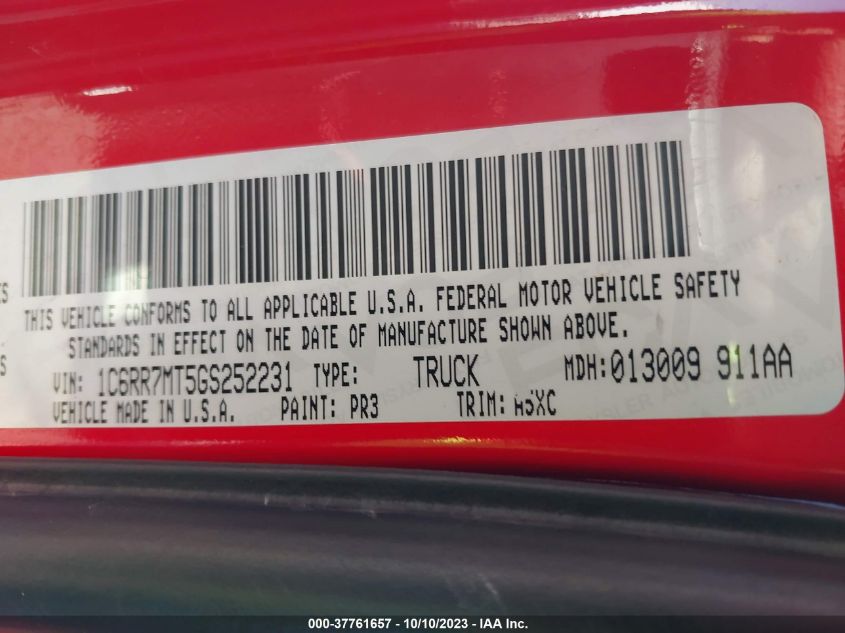 THIS VEHICLE CONFORMS TO ALL APPLICABLE U.S.A. FEDERAL MOTOR VEHICLE SAFETY
STANDARDS IN EFFECT ON THE DATE OF MANUFACTURE SHOWN ABOVE.
VIN: 1C6RR7MT5GS252231 TYPE: TRUCK MDH: 013009 911AA
VEHICLE MADE IN U.S.A. PAINT: PR3 TRIM: A5XC
000-37761657 - 10/10/2023 - IAA Inc.